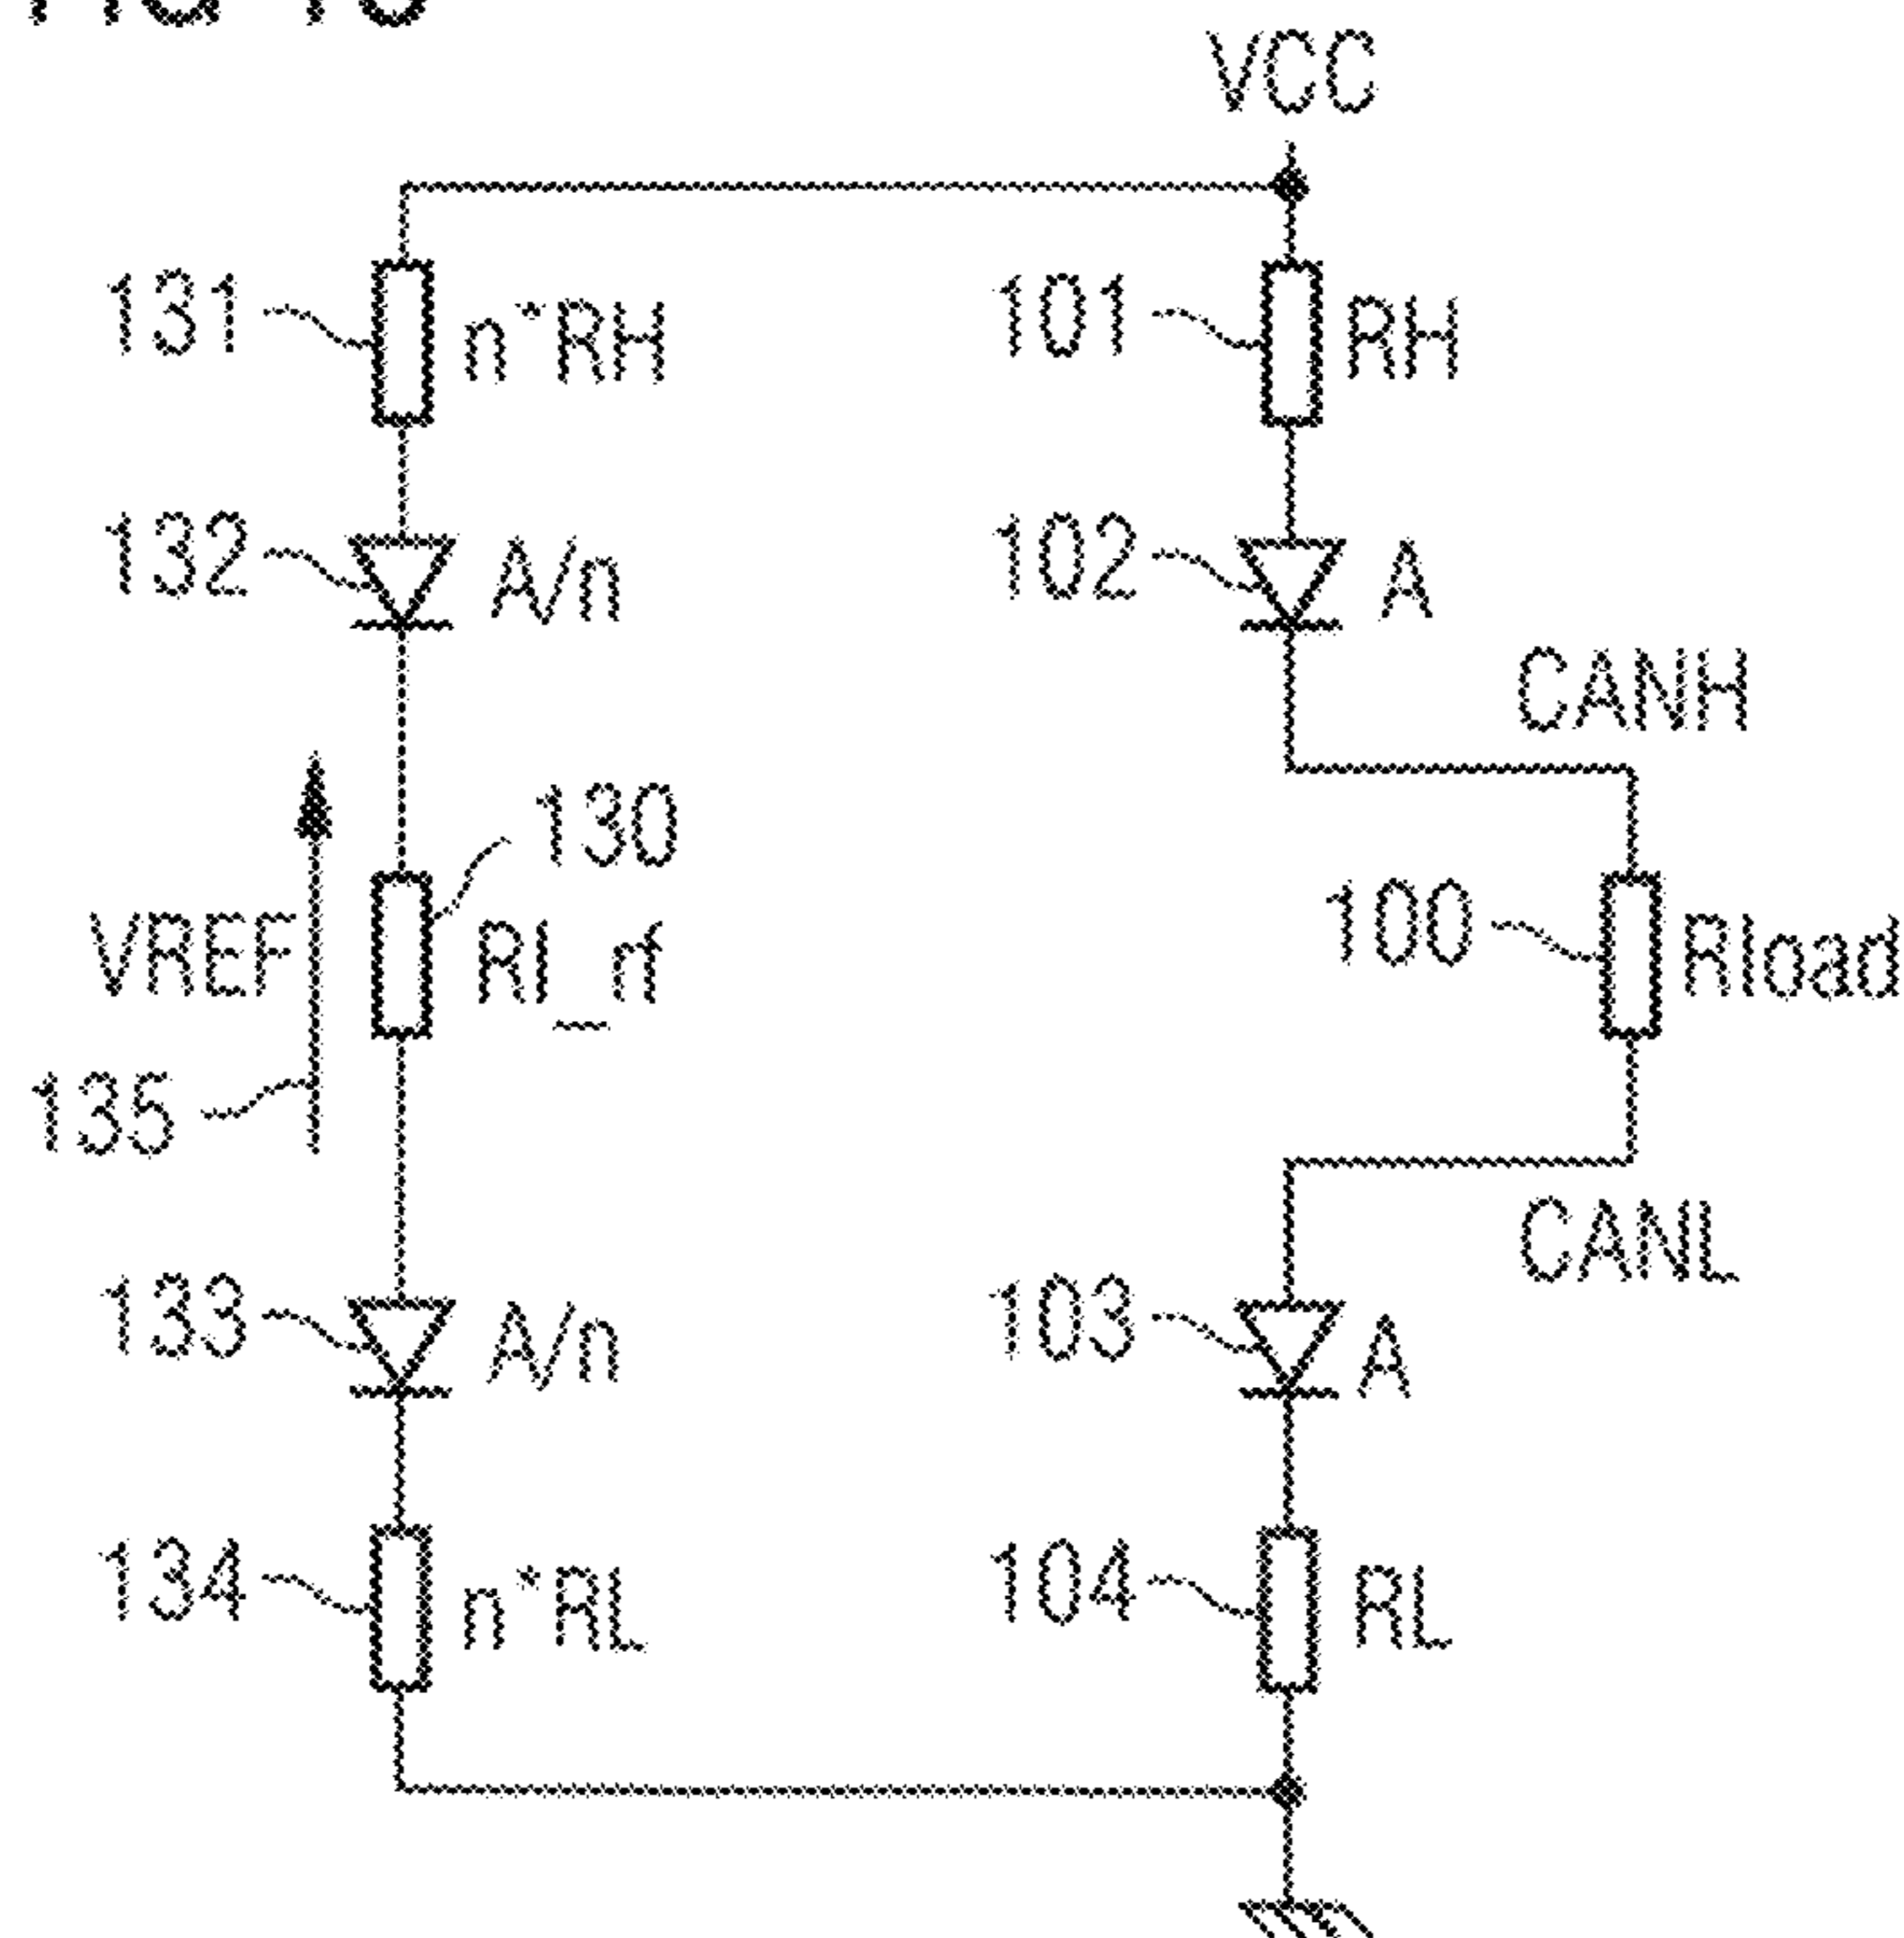 VCC
131
n*RH
101
RH
132
A/n
102
A
CANH
130
VREF
Rl_rf
100
Rload
135
CANL
133
A/n
103
A
134
n*RL
104
RL